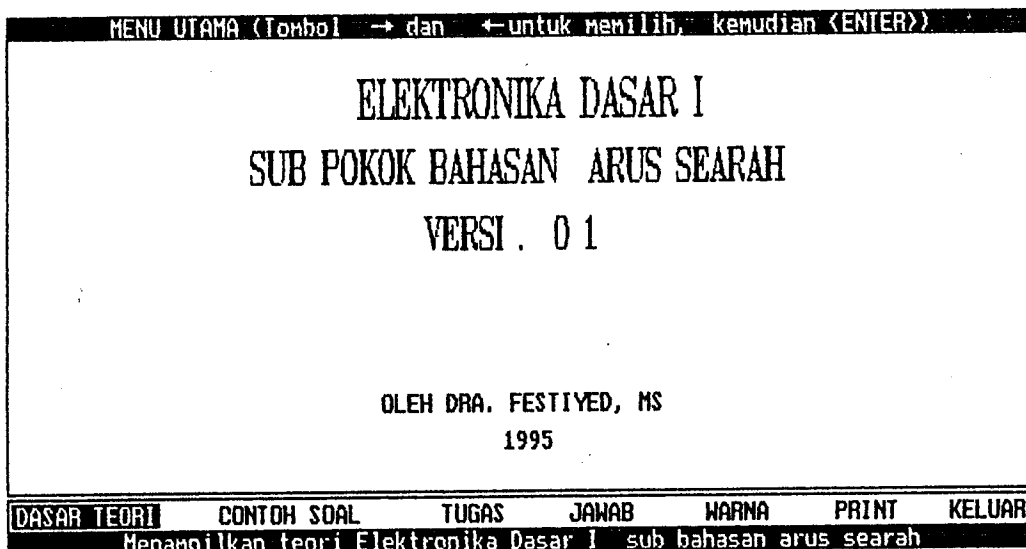 MENU UTAMA (Tombol → dan ←untuk memilih, kemudian <ENTER>)
ELEKTRONIKA DASAR I
SUB POKOK BAHASAN ARUS SEARAH
VERSI . 0 1
OLEH DRA. FESTIYED, MS
1995
DASAR TEORI CONTOH SOAL TUGAS JAWAB WARNA PRINT KELUAR
Menampilkan teori Elektronika Dasar I sub bahasan arus searah